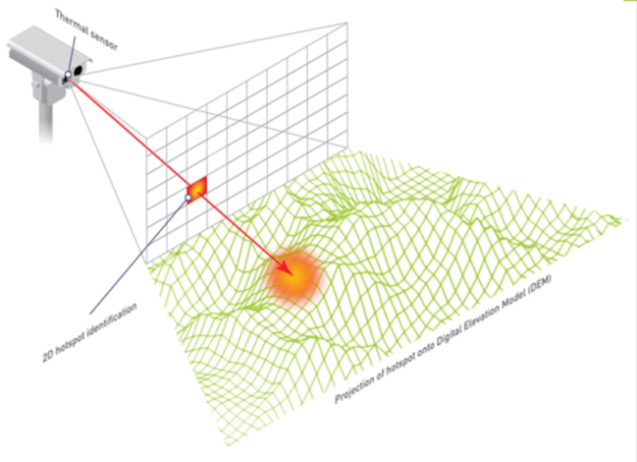 Thermal sensor
2D hotspot identification
Projection of hotspot onto Digital Elevation Model (DEM)